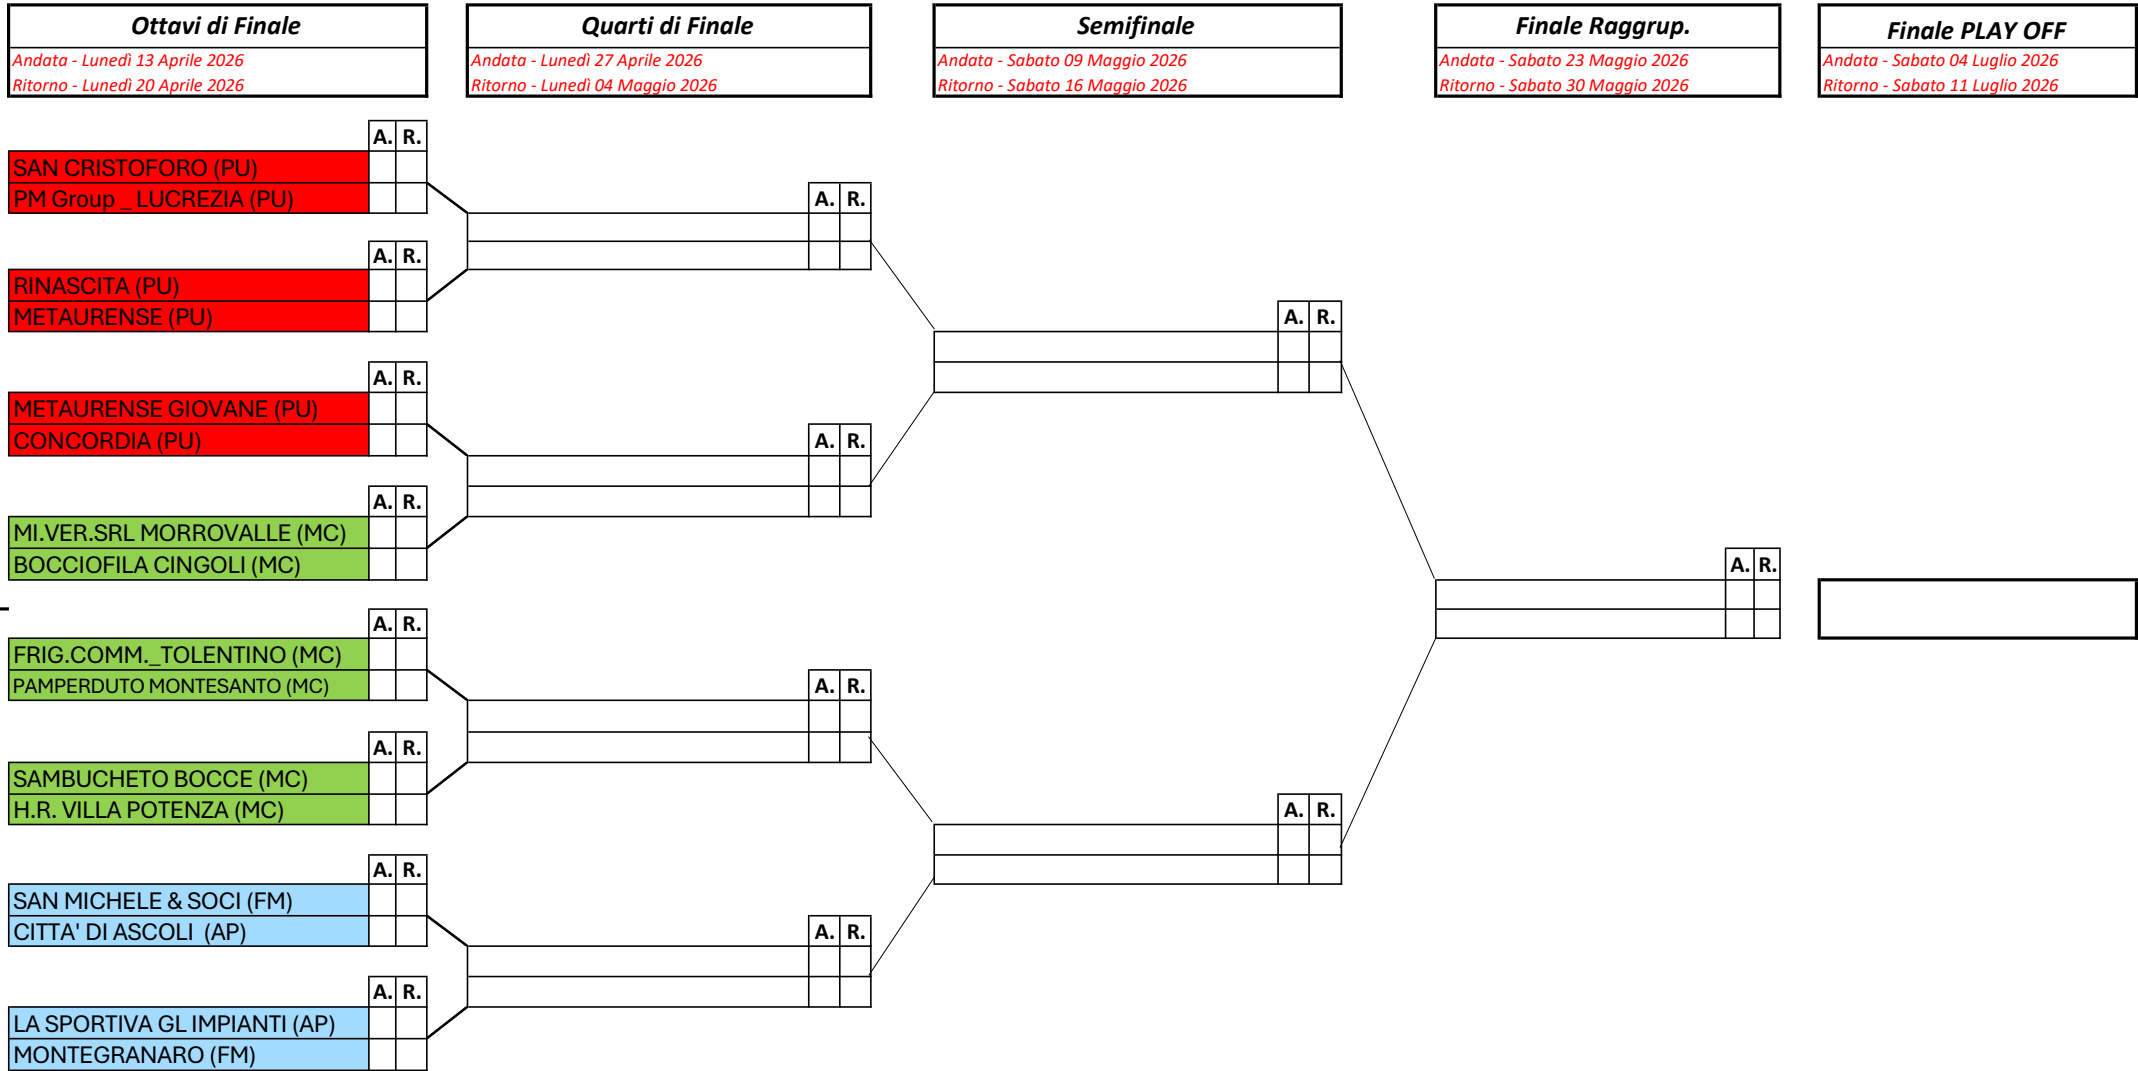 Ottavi di Finale
Andata - Lunedì 13 Aprile 2026
Ritorno - Lunedì 20 Aprile 2026
Quarti di Finale
Andata - Lunedì 27 Aprile 2026
Ritorno - Lunedì 04 Maggio 2026
Semifinale
Andata - Sabato 09 Maggio 2026
Ritorno - Sabato 16 Maggio 2026
Finale Raggrup.
Andata - Sabato 23 Maggio 2026
Ritorno - Sabato 30 Maggio 2026
Finale PLAY OFF
Andata - Sabato 04 Luglio 2026
Ritorno - Sabato 11 Luglio 2026
A. R.
SAN CRISTOFORO (PU)
PM Group _ LUCREZIA (PU)
A. R.
RINASCITA (PU)
METAURENSE (PU)
A. R.
METAURENSE GIOVANE (PU)
CONCORDIA (PU)
A. R.
MI.VER.SRL MORROVALLE (MC)
BOCCIOFILA CINGOLI (MC)
A. R.
FRIG.COMM._TOLENTINO (MC)
PAMPERDUTO MONTESANTO (MC)
A. R.
SAMBUCHETO BOCCE (MC)
H.R. VILLA POTENZA (MC)
A. R.
SAN MICHELE & SOCI (FM)
CITTA' DI ASCOLI (AP)
A. R.
LA SPORTIVA GL IMPIANTI (AP)
MONTEGRANARO (FM)
A. R.
A. R.
A. R.
A. R.
A. R.
A. R.
A. R.